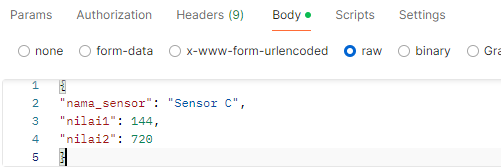 Params Authorization Headers (9) Body Scripts Settings
none form-data x-www-form-urlencoded raw binary Gra
1 {
2 "nama_sensor": "Sensor C",
3 "nilai1": 144,
4 "nilai2": 720
5 }